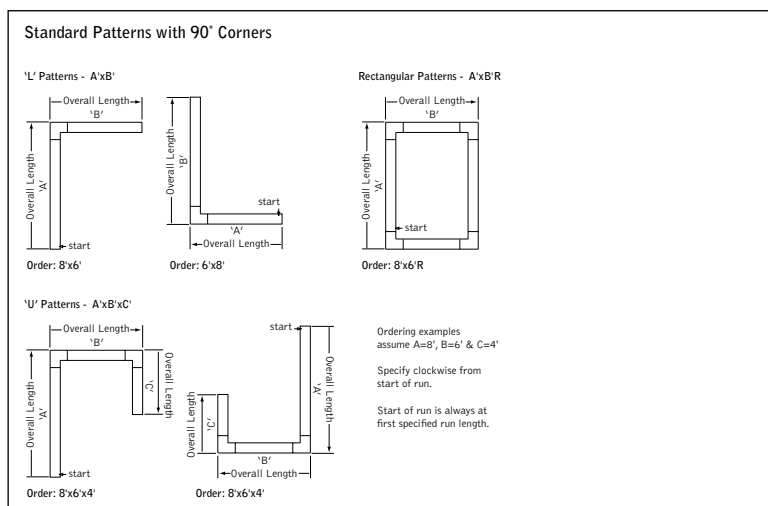 Standard Patterns with 90˚ Corners
‘L’ Patterns - A'xB'
Overall Length
‘B’
Overall Length
‘A’
start
Order: 8'x6'
Overall Length
‘B’
start
‘A’
Overall Length
Order: 6'x8'
Rectangular Patterns - A'xB'R
Overall Length
‘B’
Overall Length
‘A’
start
Order: 8'x6'R
‘U’ Patterns - A'xB'xC'
Overall Length
‘B’
Overall Length
‘A’
Overall Length
‘C’
start
Order: 8'x6'x4'
start
Overall Length
‘A’
Overall Length
‘C’
‘B’
Overall Length
Order: 8'x6'x4'
Ordering examples
assume A=8', B=6' & C=4'
Specify clockwise from
start of run.
Start of run is always at
first specified run length.